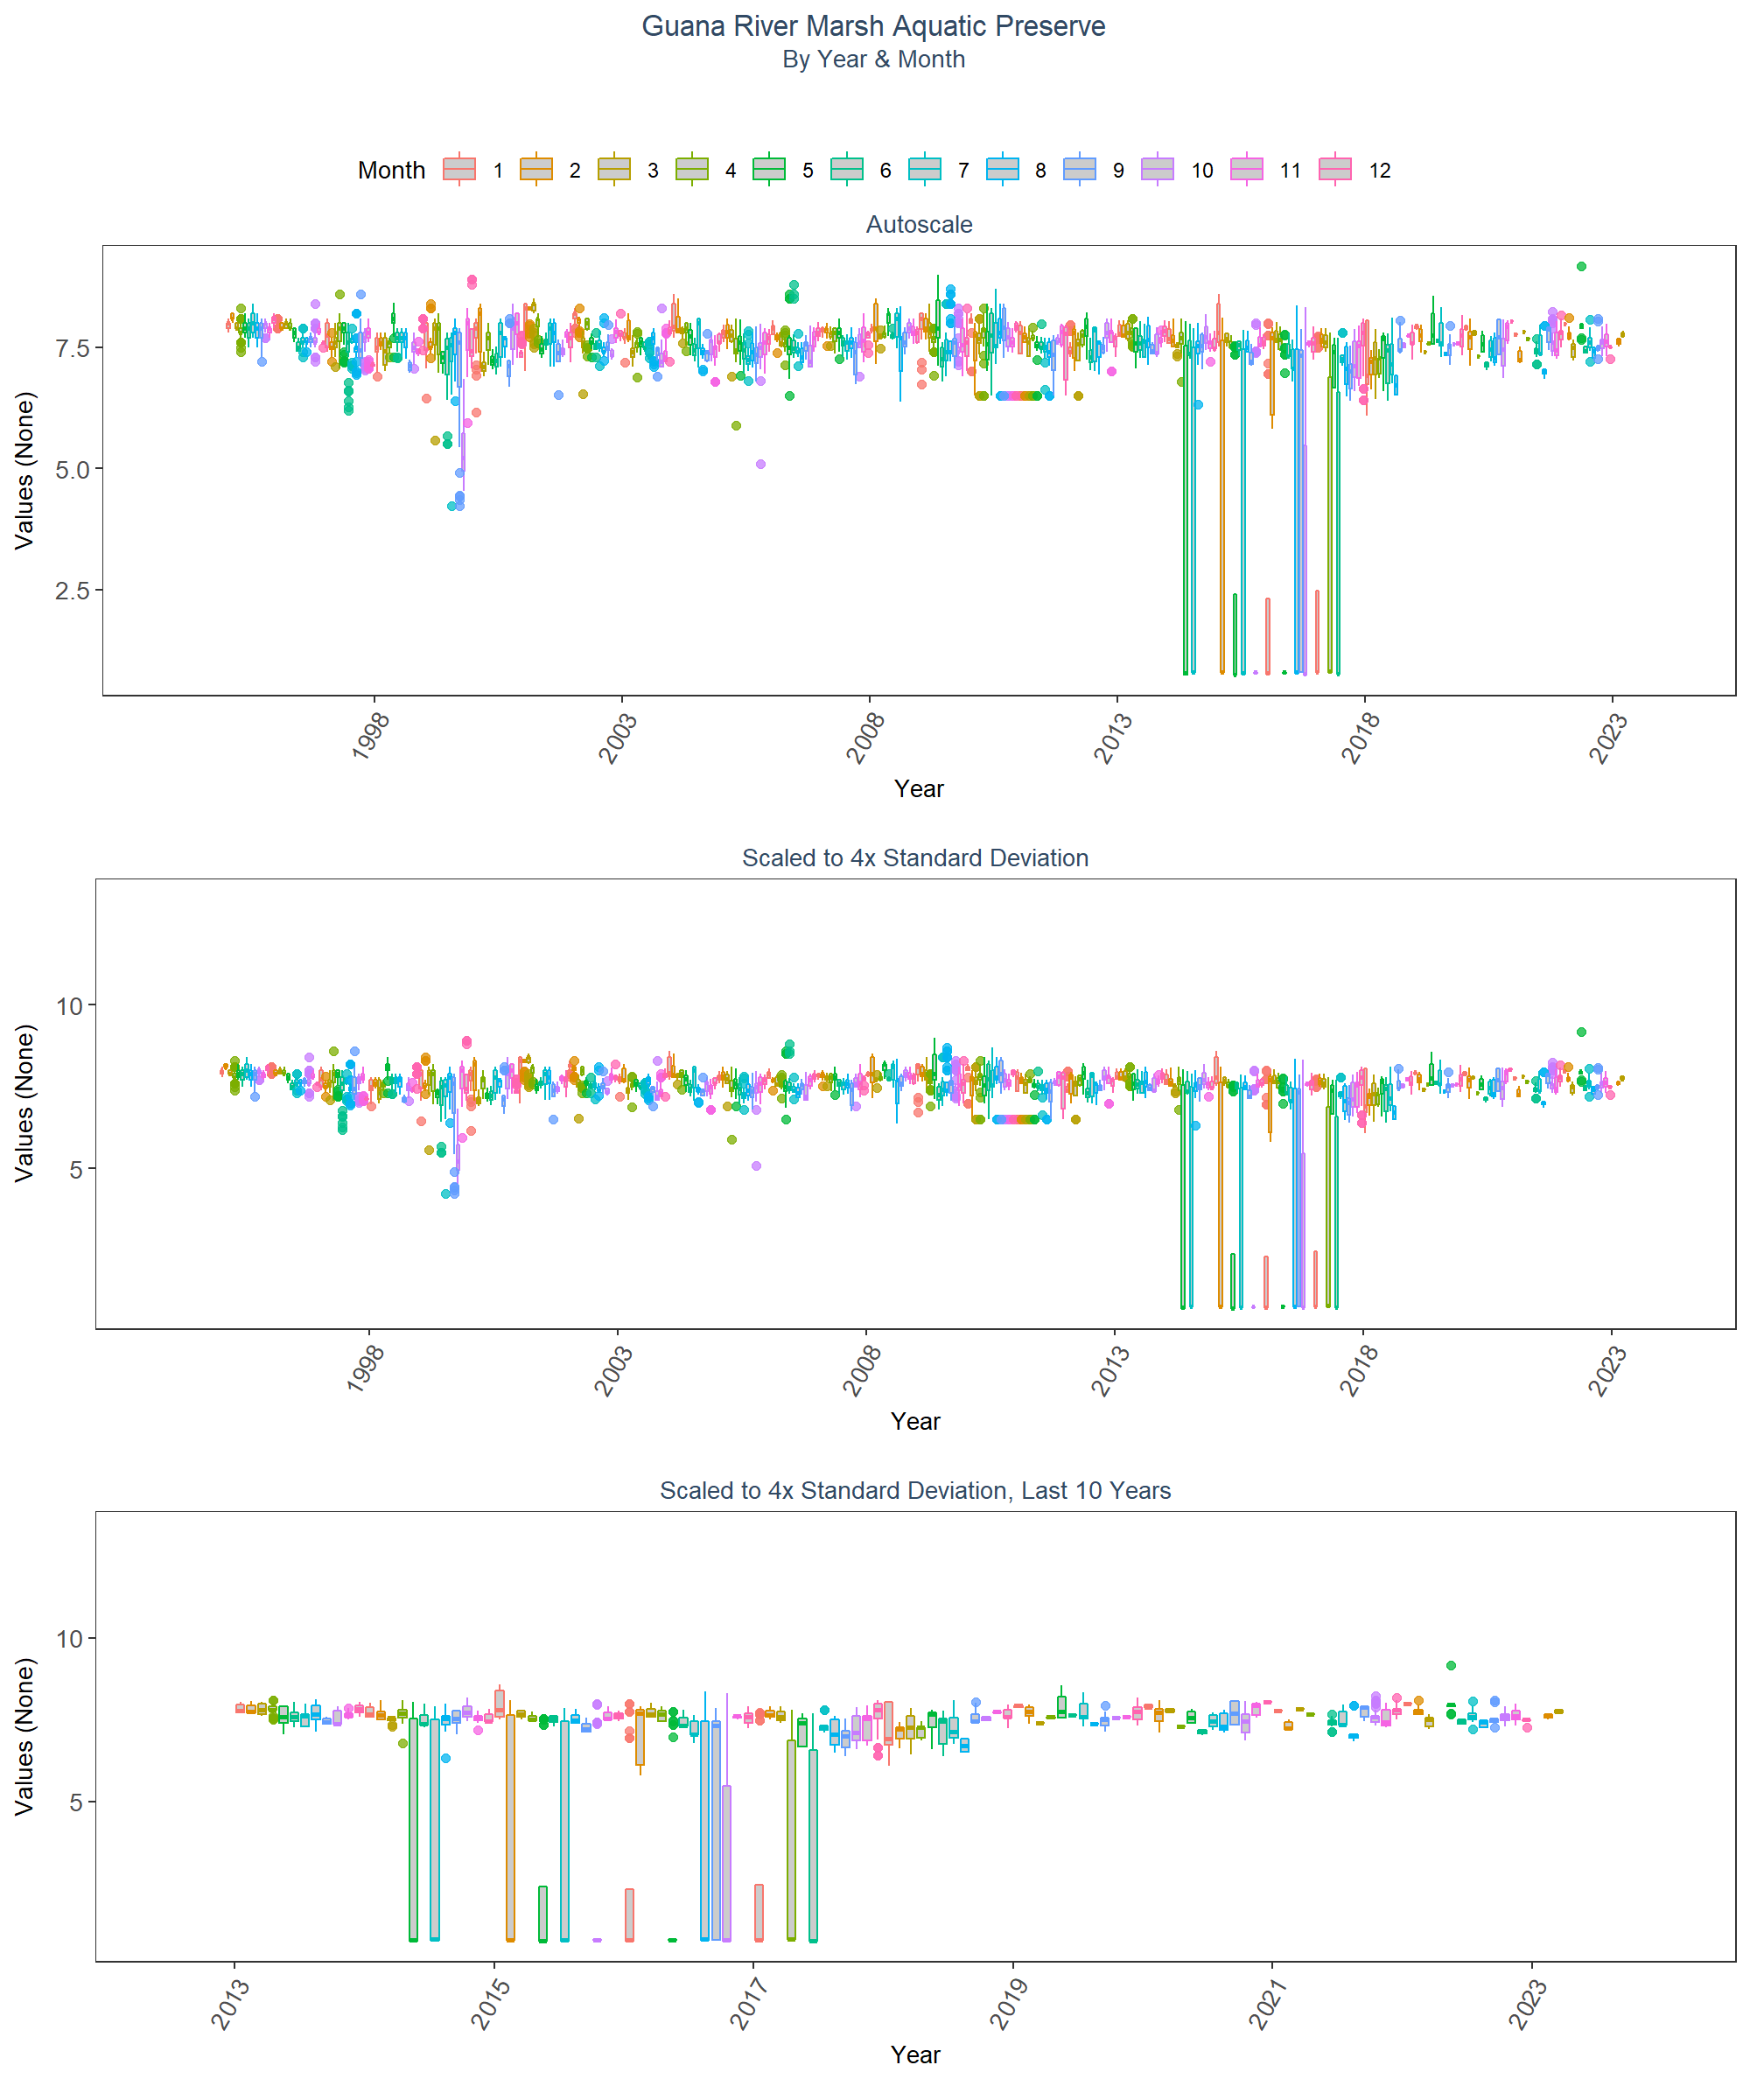 Guana River Marsh Aquatic Preserve
By Year & Month
Month 1 2 3 4 5 6 7 8 9 10 11 12
Autoscale
Values (None)
7.5
5.0
2.5
1998 2003 2008 2013 2018 2023
Year
Scaled to 4x Standard Deviation
Values (None)
10
5
1998 2003 2008 2013 2018 2023
Year
Scaled to 4x Standard Deviation, Last 10 Years
Values (None)
10
5
2013 2015 2017 2019 2021 2023
Year